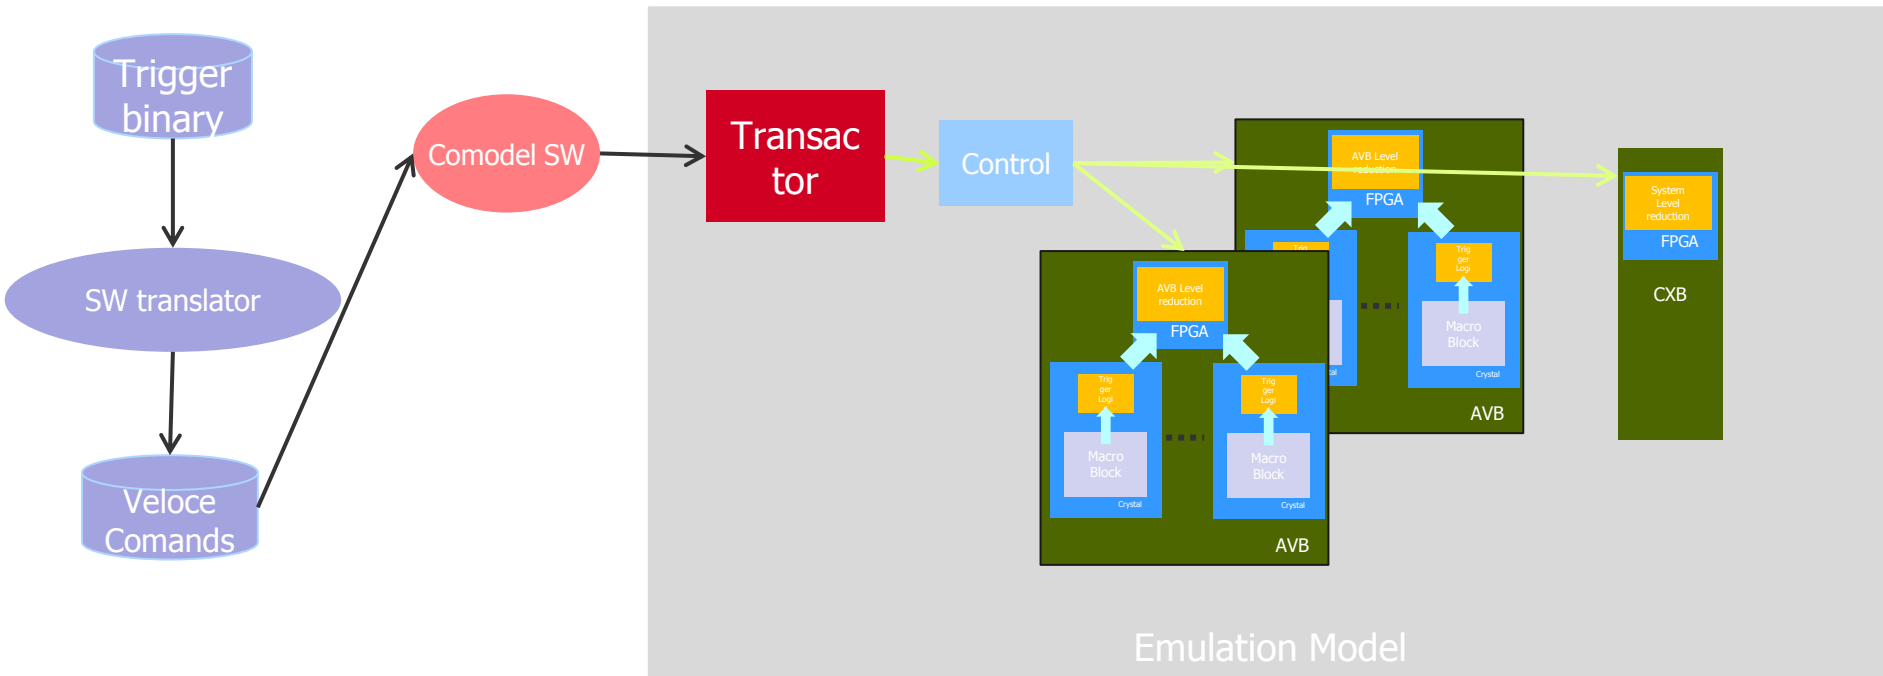 Trigger
binary
SW translator
Veloce
Comands
Comodel SW
Transac
tor
Control
AVB Level
reduction
FPGA
Trig
Trig
ger
Logi
Macro
Block
Crystal
AVB
AVB Level
reduction
FPGA
Trig
ger
Logi
Macro
Block
Crystal
Trig
ger
Logi
Macro
Block
Crystal
AVB
System
Level
reduction
FPGA
CXB
Emulation Model